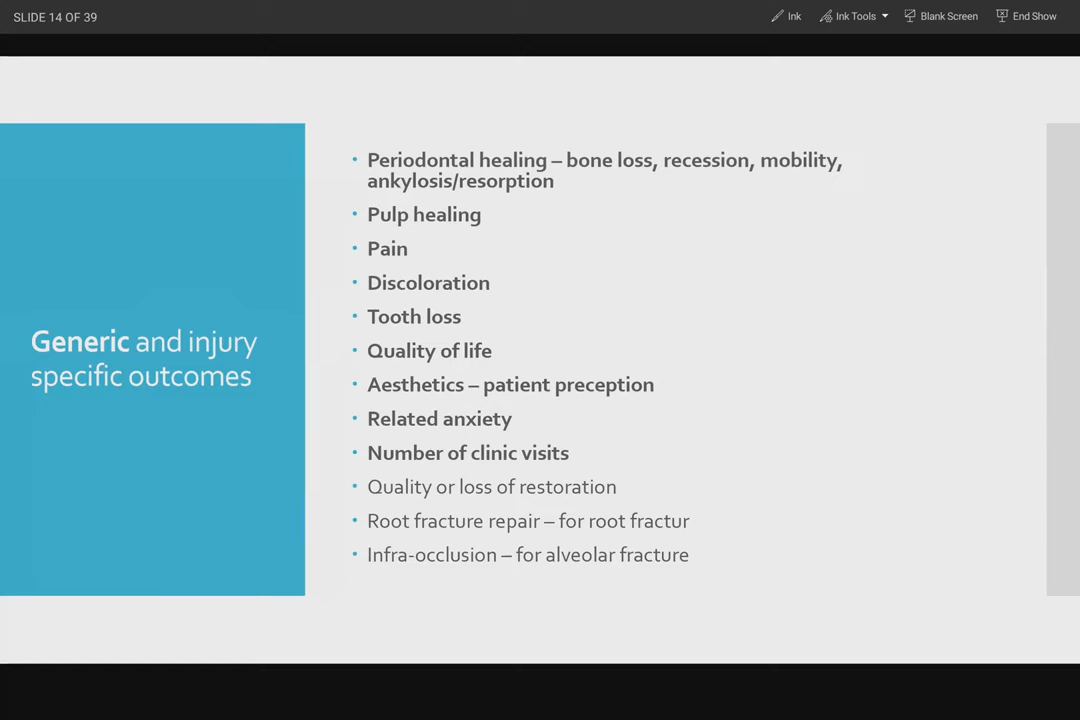 SLIDE 14 OF 39
Ink
Ink Tools
Blank Screen
End Show
Generic and injury
specific outcomes
• Periodontal healing – bone loss, recession, mobility,
ankylosis/resorption
• Pulp healing
• Pain
• Discoloration
• Tooth loss
• Quality of life
• Aesthetics – patient preception
• Related anxiety
• Number of clinic visits
• Quality or loss of restoration
• Root fracture repair – for root fractur
• Infra-occlusion – for alveolar fracture